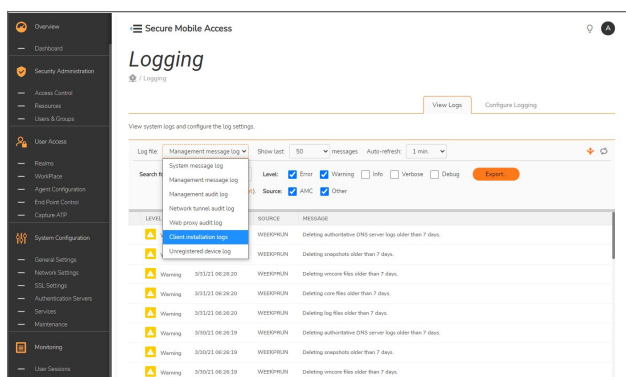 Overview
Dashboard
Security Administration
Access Control
Resources
Users & Groups
User Access
Realms
WorkPlace
Agent Configuration
End Point Control
Capture ATP
System Configuration
General Settings
Network Settings
SSL Settings
Authentication Servers
Services
Maintenance
Monitoring
User Sessions
Secure Mobile Access
A
Logging
/ Logging
View Logs Configure Logging
View system logs and configure the log settings.
Log file: Management message log Show last: 50 messages Auto-refresh: 1 min.
System message log
Management message log
Management audit log
Network tunnel audit log
Web proxy audit log
Client installation logs
Unregistered device log
Search Level: Error Warning Info Verbose Debug Export...
Source: AMC Other
LEVEL SOURCE MESSAGE
WEEKPRUN Deleting authoritative DNS server logs older than 7 days.
WEEKPRUN Deleting snapshots older than 7 days.
Warning 3/31/21 06:26:20 WEEKPRUN Deleting vmcore files older than 7 days.
Warning 3/31/21 06:26:20 WEEKPRUN Deleting core files older than 7 days.
Warning 3/31/21 06:26:20 WEEKPRUN Deleting log files older than 7 days.
Warning 3/30/21 06:26:19 WEEKPRUN Deleting authoritative DNS server logs older than 7 days.
Warning 3/30/21 06:26:19 WEEKPRUN Deleting snapshots older than 7 days.
Warning 3/30/21 06:26:19 WEEKPRUN Deleting vmcore files older than 7 days.